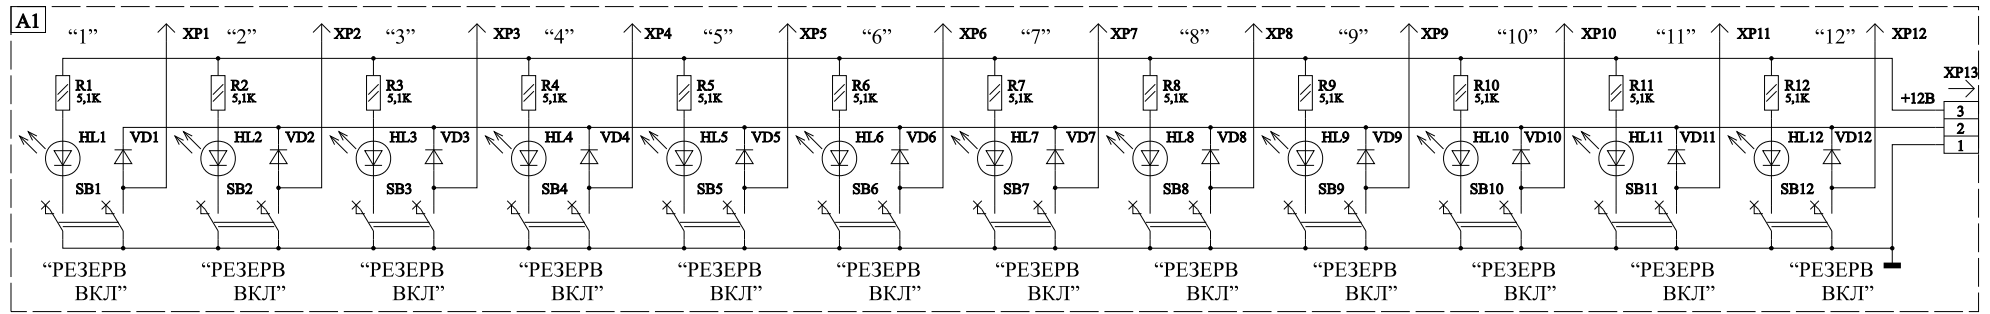 A1
“1” XP1 “2” XP2 “3” XP3 “4” XP4 “5” XP5 “6” XP6 “7” XP7 “8” XP8 “9” XP9 “10” XP10 “11” XP11 “12” XP12
XP13
R1 R2 R3 R4 R5 R6 R7 R8 R9 R10 R11 R12
5,1K 5,1K 5,1K 5,1K 5,1K 5,1K 5,1K 5,1K 5,1K 5,1K 5,1K 5,1K
+12В
3
2
1
HL1 VD1 HL2 VD2 HL3 VD3 HL4 VD4 HL5 VD5 HL6 VD6 HL7 VD7 HL8 VD8 HL9 VD9 HL10 VD10 HL11 VD11 HL12 VD12
SB1 SB2 SB3 SB4 SB5 SB6 SB7 SB8 SB9 SB10 SB11 SB12
“РЕЗЕРВ “РЕЗЕРВ “РЕЗЕРВ “РЕЗЕРВ “РЕЗЕРВ “РЕЗЕРВ “РЕЗЕРВ “РЕЗЕРВ “РЕЗЕРВ “РЕЗЕРВ “РЕЗЕРВ “РЕЗЕРВ
ВКЛ” ВКЛ” ВКЛ” ВКЛ” ВКЛ” ВКЛ” ВКЛ” ВКЛ” ВКЛ” ВКЛ” ВКЛ” ВКЛ”